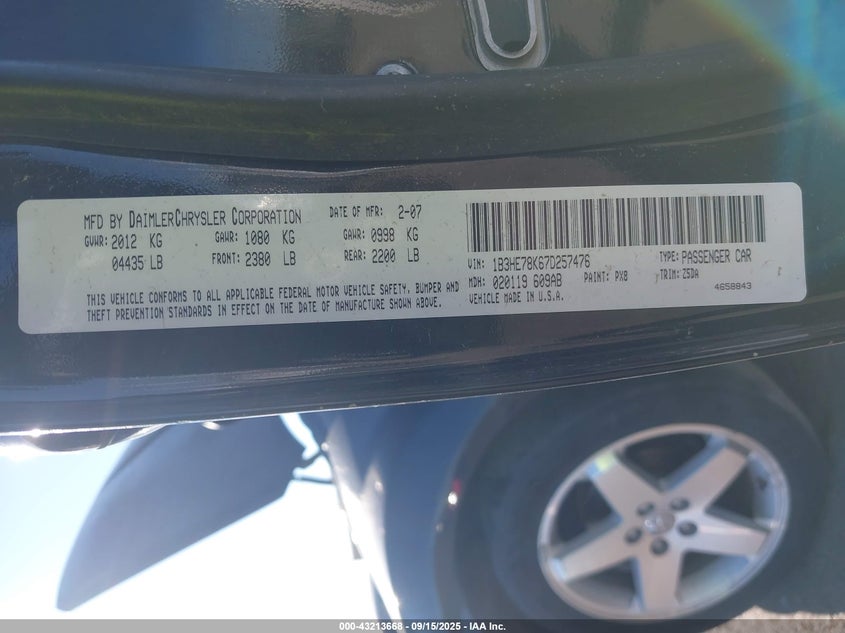 MFD BY DAIMLERCHRYSLER CORPORATION DATE OF MFR: 2-07
GVWR: 2012 KG GAWR: 1080 KG GAWR: 0998 KG
04435 LB FRONT: 2380 LB REAR: 2200 LB
THIS VEHICLE CONFORMS TO ALL APPLICABLE FEDERAL MOTOR VEHICLE SAFETY, BUMPER AND
THEFT PREVENTION STANDARDS IN EFFECT ON THE DATE OF MANUFACTURE SHOWN ABOVE.
VIN: 1B3HE78K67D257476 TYPE: PASSENGER CAR
MDH: 020119 609AB PAINT: PX8 TRIM: Z5DA
VEHICLE MADE IN U.S.A. 4658843
000-43213668 - 09/15/2025 - IAA Inc.